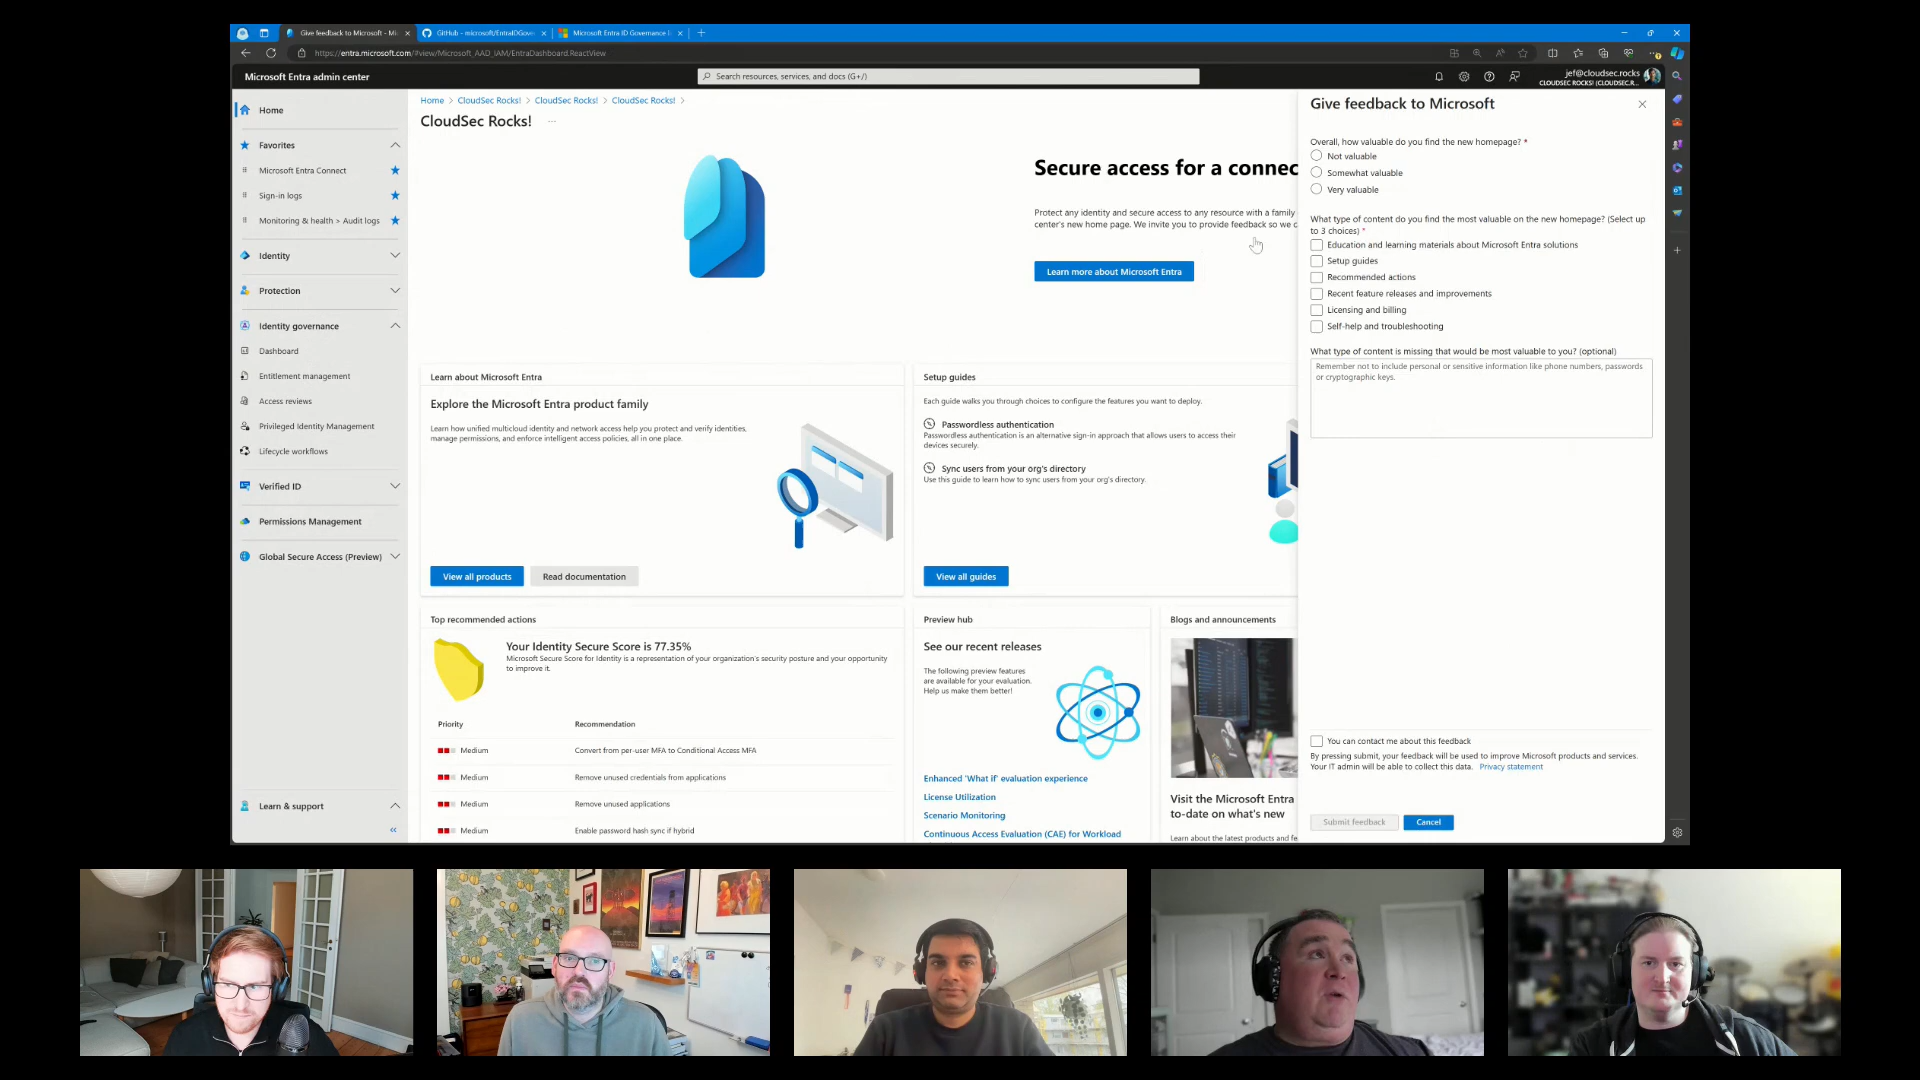 Give feedback to Microsoft - Mi
GitHub - microsoft/EntraIDGove
Microsoft Entra ID Governance
https://entra.microsoft.com/#view/Microsoft_AAD_IAM/EntraDashboard.ReactView
Microsoft Entra admin center
Search resources, services, and docs (G+/)
jef@cloudsec.rocks
CLOUDSEC ROCKS! (CLOUDSEC.R...
Home
Favorites
Microsoft Entra Connect
Sign-in logs
Monitoring & health > Audit logs
Identity
Protection
Identity governance
Dashboard
Entitlement management
Access reviews
Privileged Identity Management
Lifecycle workflows
Verified ID
Permissions Management
Global Secure Access (Preview)
Learn & support
Home > CloudSec Rocks! > CloudSec Rocks! > CloudSec Rocks! >
CloudSec Rocks! ...
Secure access for a connec
Protect any identity and secure access to any resource with a family
center's new home page. We invite you to provide feedback so we c
Learn more about Microsoft Entra
Learn about Microsoft Entra
Explore the Microsoft Entra product family
Learn how unified multicloud identity and network access help you protect and verify identities,
manage permissions, and enforce intelligent access policies, all in one place.
View all products
Read documentation
Setup guides
Each guide walks you through choices to configure the features you want to deploy.
Passwordless authentication
Passwordless authentication is an alternative sign-in approach that allows users to access their
devices securely.
Sync users from your org's directory
Use this guide to learn how to sync users from your org's directory.
View all guides
Top recommended actions
Your Identity Secure Score is 77.35%
Microsoft Secure Score for Identity is a representation of your organization's security posture and your opportunity
to improve it.
Priority
Recommendation
Medium
Convert from per-user MFA to Conditional Access MFA
Medium
Remove unused credentials from applications
Medium
Remove unused applications
Medium
Enable password hash sync if hybrid
Preview hub
See our recent releases
The following preview features
are available for your evaluation.
Help us make them better!
Enhanced 'What if' evaluation experience
License Utilization
Scenario Monitoring
Continuous Access Evaluation (CAE) for Workload
Blogs and announcements
Visit the Microsoft Entra
to-date on what's new
Learn about the latest products and fe
Give feedback to Microsoft
Overall, how valuable do you find the new homepage? *
Not valuable
Somewhat valuable
Very valuable
What type of content do you find the most valuable on the new homepage? (Select up
to 3 choices) *
Education and learning materials about Microsoft Entra solutions
Setup guides
Recommended actions
Recent feature releases and improvements
Licensing and billing
Self-help and troubleshooting
What type of content is missing that would be most valuable to you? (optional)
Remember not to include personal or sensitive information like phone numbers, passwords
or cryptographic keys.
You can contact me about this feedback
By pressing submit, your feedback will be used to improve Microsoft products and services.
Your IT admin will be able to collect this data. Privacy statement
Submit feedback
Cancel